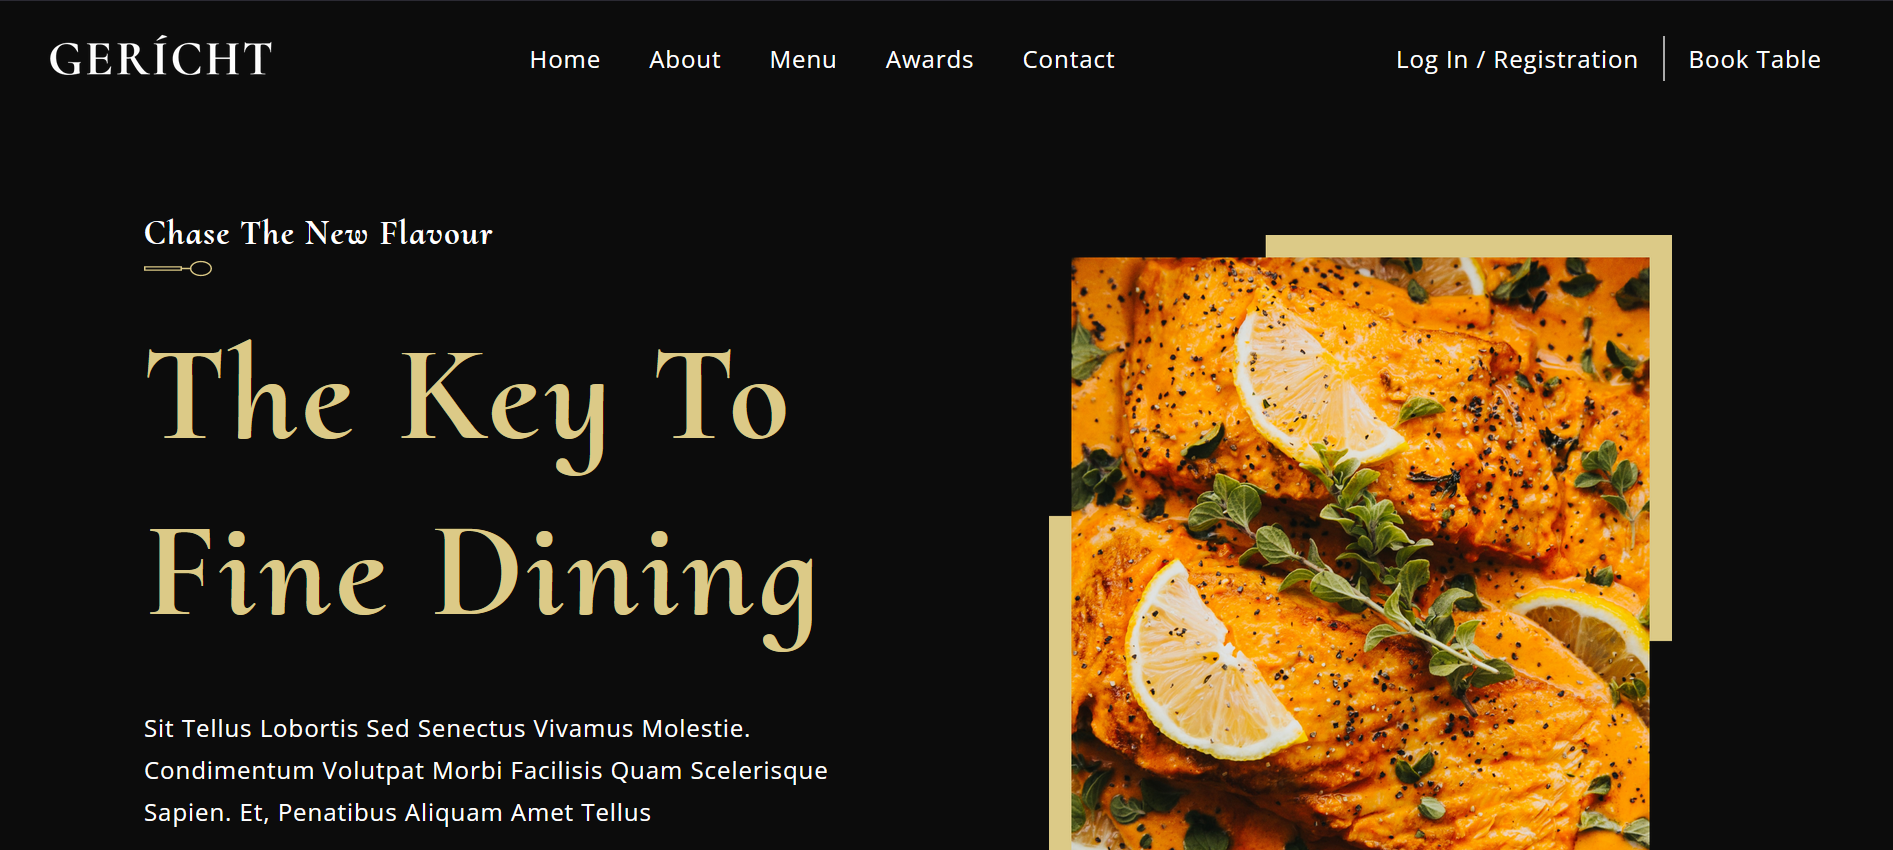 GERÍCHT
Home About Menu Awards Contact
Log In / Registration Book Table
Chase The New Flavour
The Key To
Fine Dining
Sit Tellus Lobortis Sed Senectus Vivamus Molestie.
Condimentum Volutpat Morbi Facilisis Quam Scelerisque
Sapien. Et, Penatibus Aliquam Amet Tellus